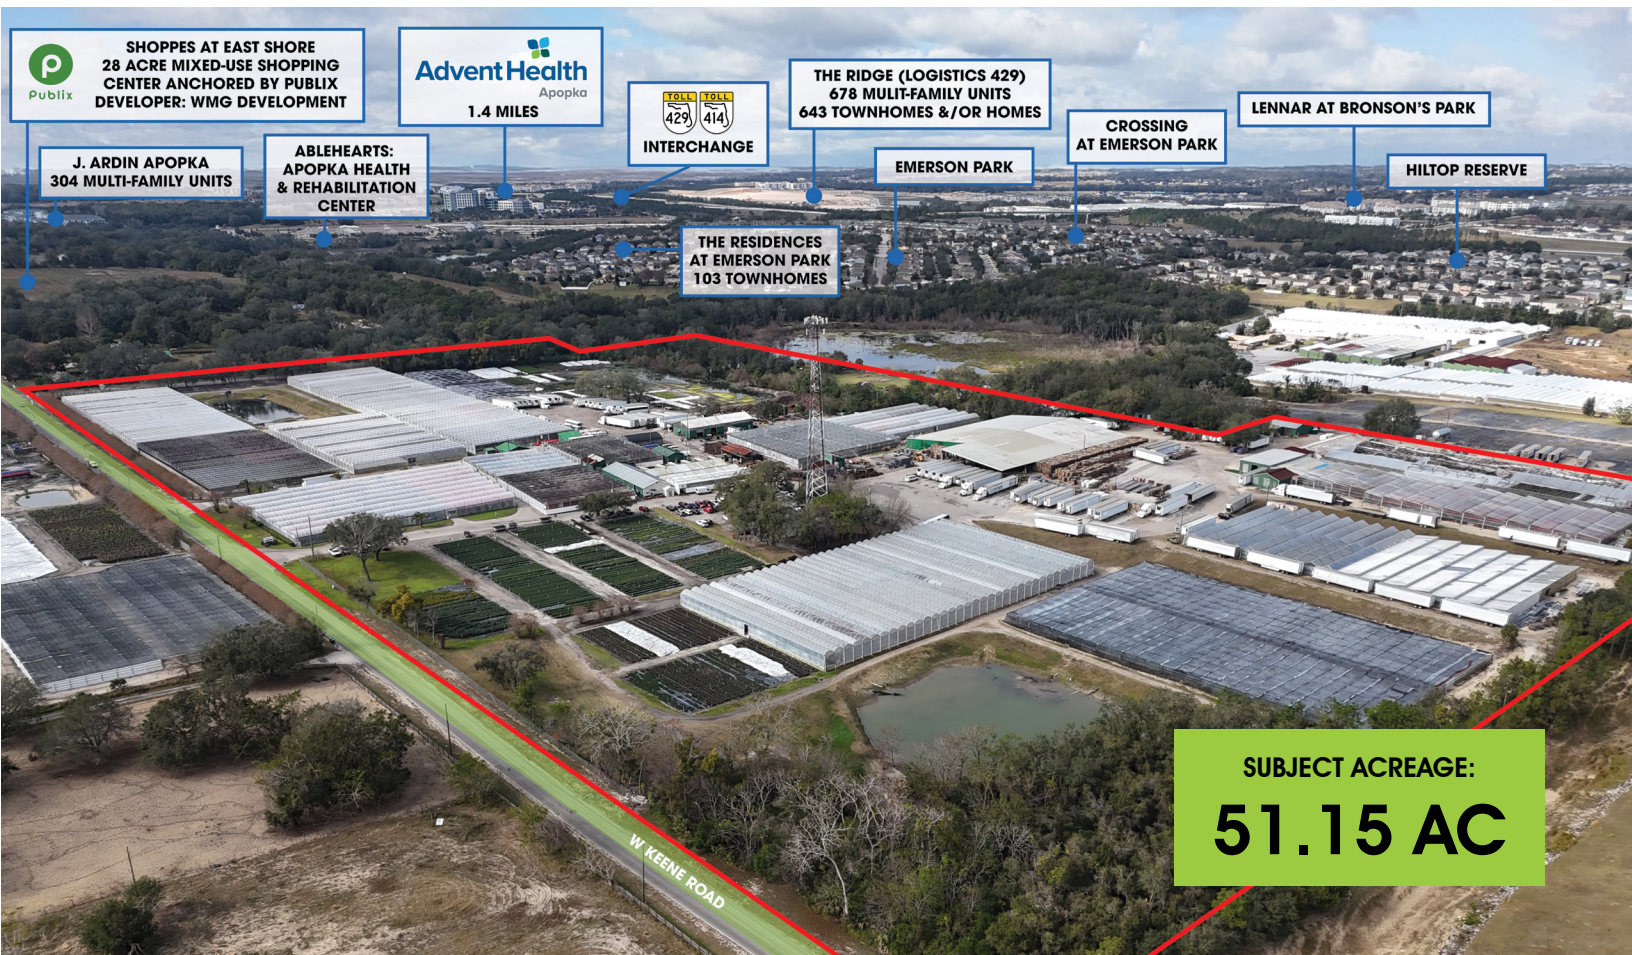 Publix
SHOPPES AT EAST SHORE
28 ACRE MIXED-USE SHOPPING
CENTER ANCHORED BY PUBLIX
DEVELOPER: WMG DEVELOPMENT
AdventHealth
Apopka
1.4 MILES
TOLL
429
TOLL
414
INTERCHANGE
THE RIDGE (LOGISTICS 429)
678 MULIT-FAMILY UNITS
643 TOWNHOMES &/OR HOMES
LENNAR AT BRONSON'S PARK
CROSSING
AT EMERSON PARK
J. ARDIN APOPKA
304 MULTI-FAMILY UNITS
ABLEHEARTS:
APOPKA HEALTH
& REHABILITATION
CENTER
EMERSON PARK
HILTOP RESERVE
THE RESIDENCES
AT EMERSON PARK
103 TOWNHOMES
SUBJECT ACREAGE:
51.15 AC
W KEENE ROAD